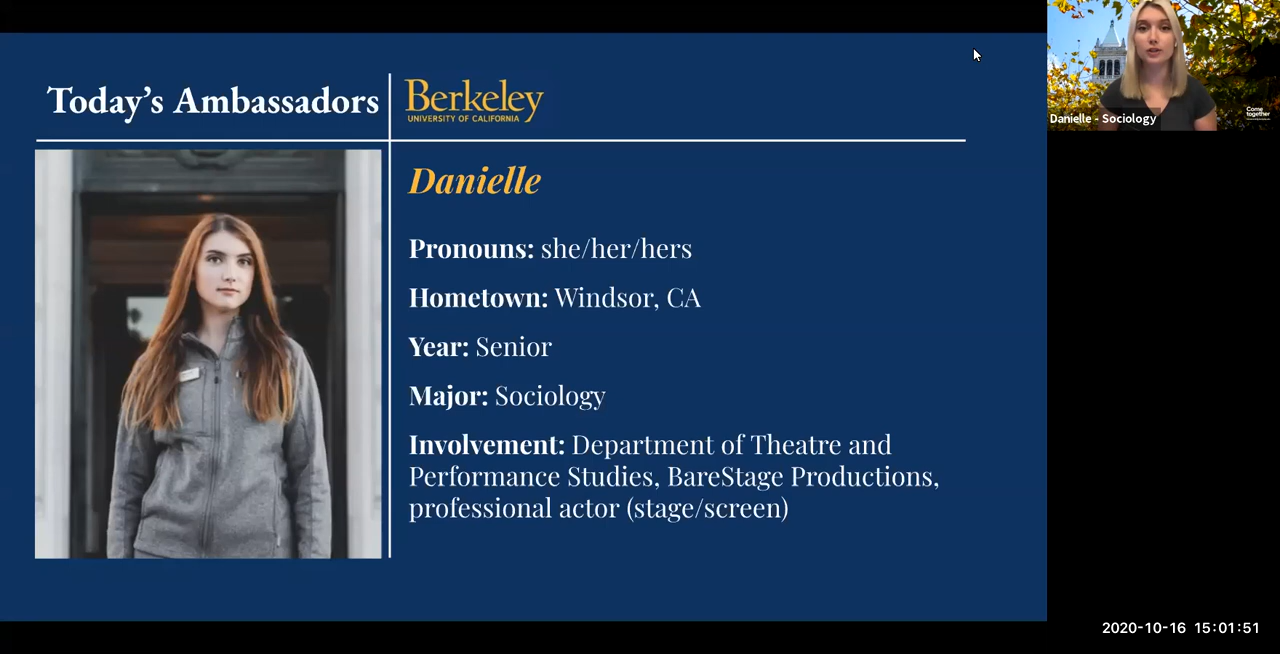 Today's Ambassadors
Berkeley
UNIVERSITY OF CALIFORNIA
Danielle
Pronouns: she/her/hers
Hometown: Windsor, CA
Year: Senior
Major: Sociology
Involvement: Department of Theatre and
Performance Studies, BareStage Productions,
professional actor (stage/screen)
Danielle - Sociology
Come
together
2020-10-16 15:01:51